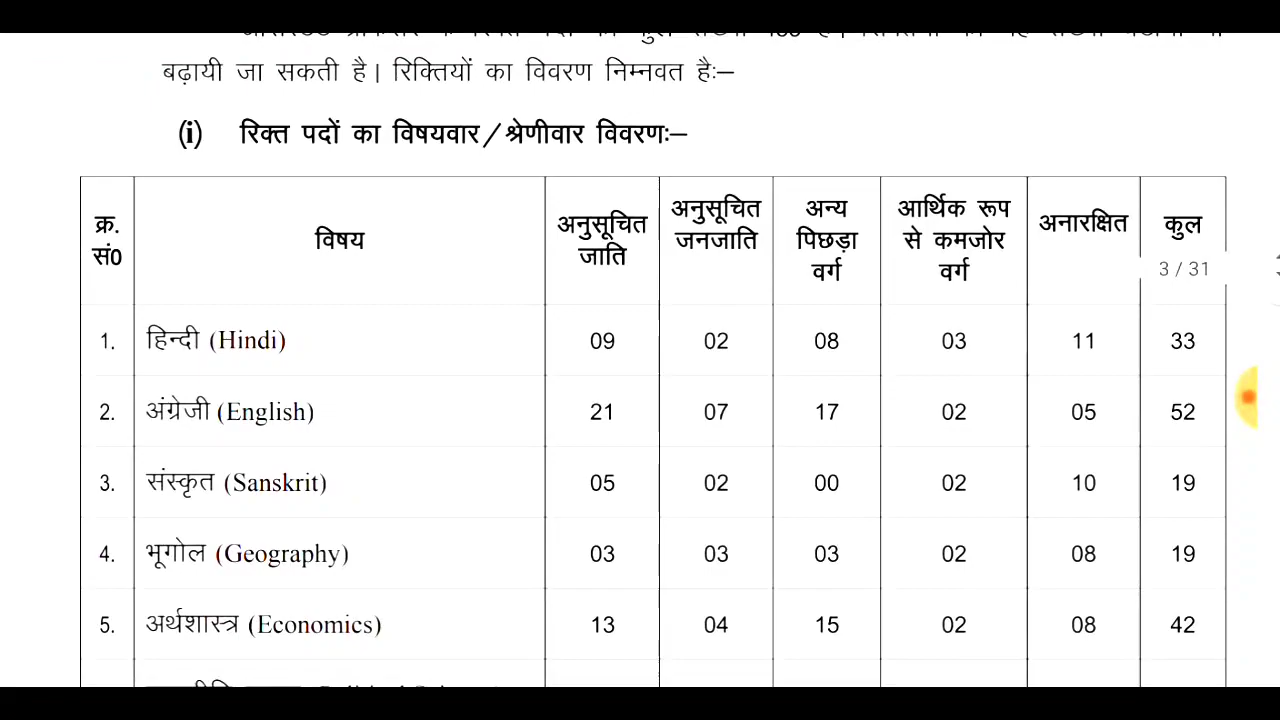 बढ़ायी जा सकती है। रिक्तियों का विवरण निम्नवत हैः–
(i) रिक्त पदों का विषयवार/श्रेणीवार विवरणः–
क्र. सं0 विषय अनुसूचित जाति अनुसूचित जनजाति अन्य पिछड़ा वर्ग आर्थिक रूप से कमजोर वर्ग अनारक्षित कुल
3 / 31
1. हिन्दी (Hindi) 09 02 08 03 11 33
2. अंग्रेजी (English) 21 07 17 02 05 52
3. संस्कृत (Sanskrit) 05 02 00 02 10 19
4. भूगोल (Geography) 03 03 03 02 08 19
5. अर्थशास्त्र (Economics) 13 04 15 02 08 42